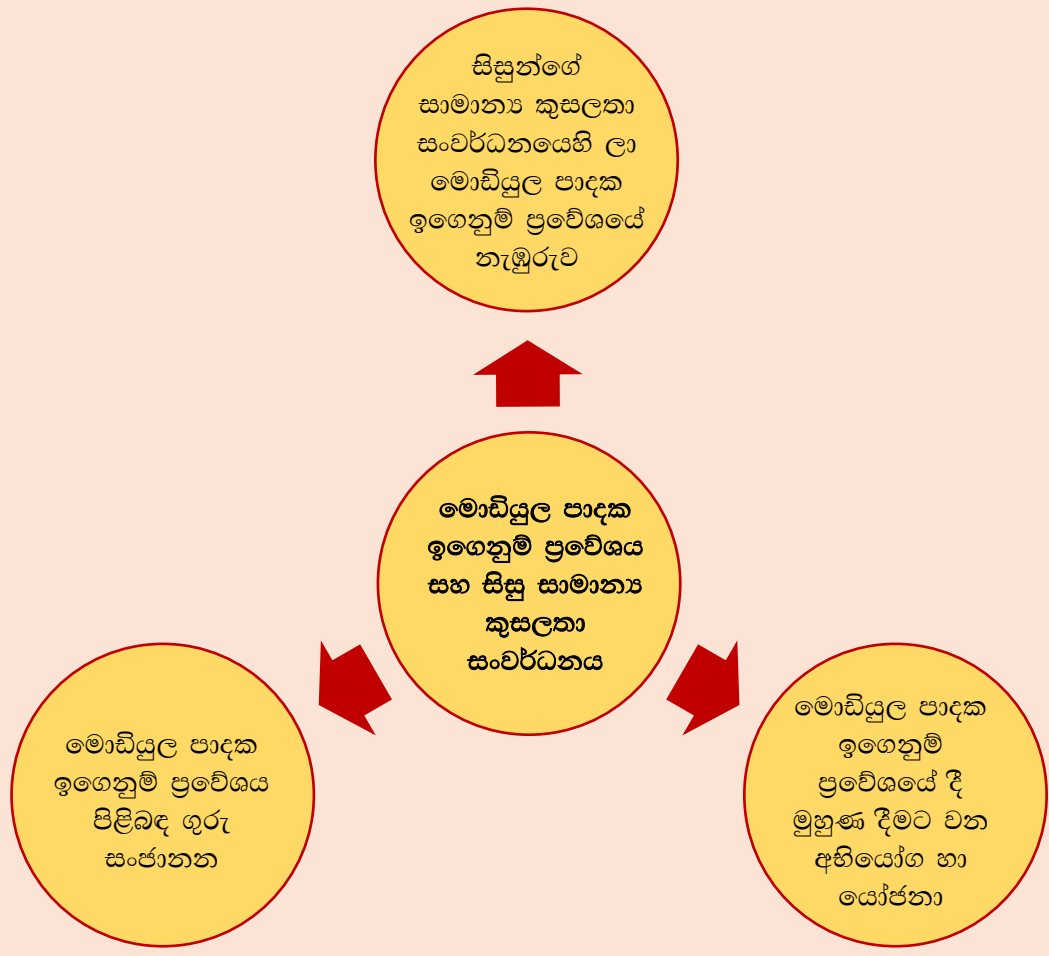 සිසුන්ගේ
සාමාන්‍ය කුසලතා
සංවර්ධනයෙහි ලා
මොඩියුල පාදක
ඉගෙනුම් ප්‍රවේශයේ
නැඹුරුව
මොඩියුල පාදක
ඉගෙනුම් ප්‍රවේශය
සහ සිසු සාමාන්‍ය
කුසලතා
සංවර්ධනය
මොඩියුල පාදක
ඉගෙනුම් ප්‍රවේශය
පිළිබඳ ගුරු
සංජානන
මොඩියුල පාදක
ඉගෙනුම්
ප්‍රවේශයේ දී
මුහුණ දීමට වන
අභියෝග හා
යෝජනා